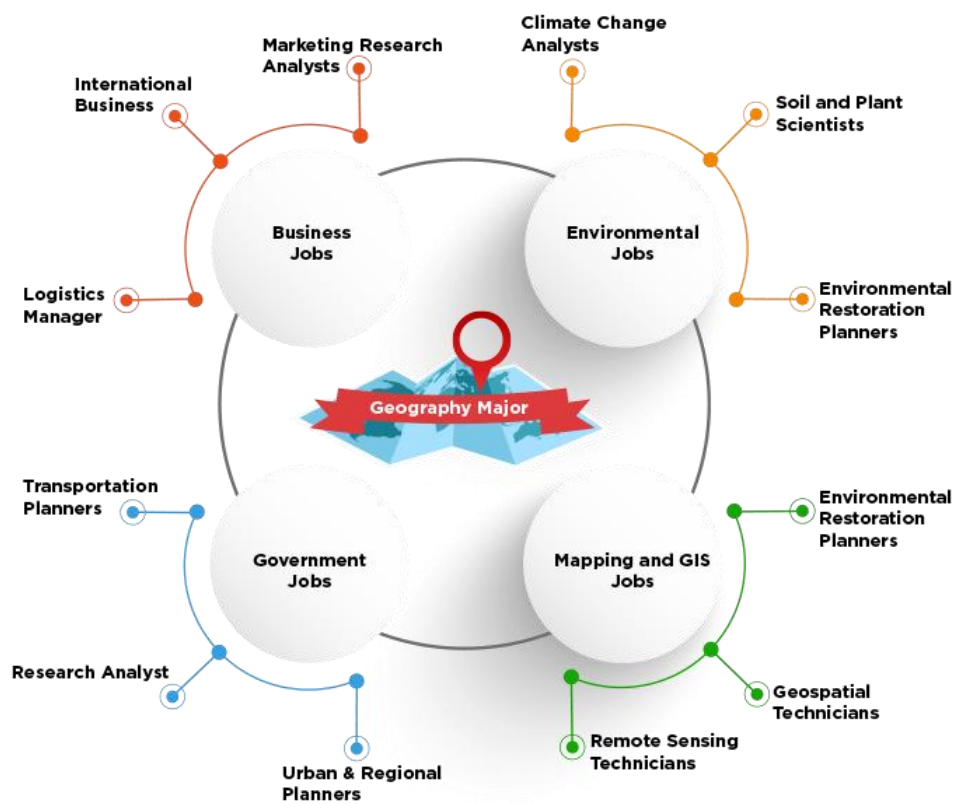 Marketing Research
Analysts
International
Business
Logistics
Manager
Business
Jobs
Climate Change
Analysts
Soil and Plant
Scientists
Environmental
Restoration
Planners
Environmental
Jobs
Geography Major
Transportation
Planners
Research Analyst
Urban & Regional
Planners
Government
Jobs
Environmental
Restoration
Planners
Geospatial
Technicians
Remote Sensing
Technicians
Mapping and GIS
Jobs